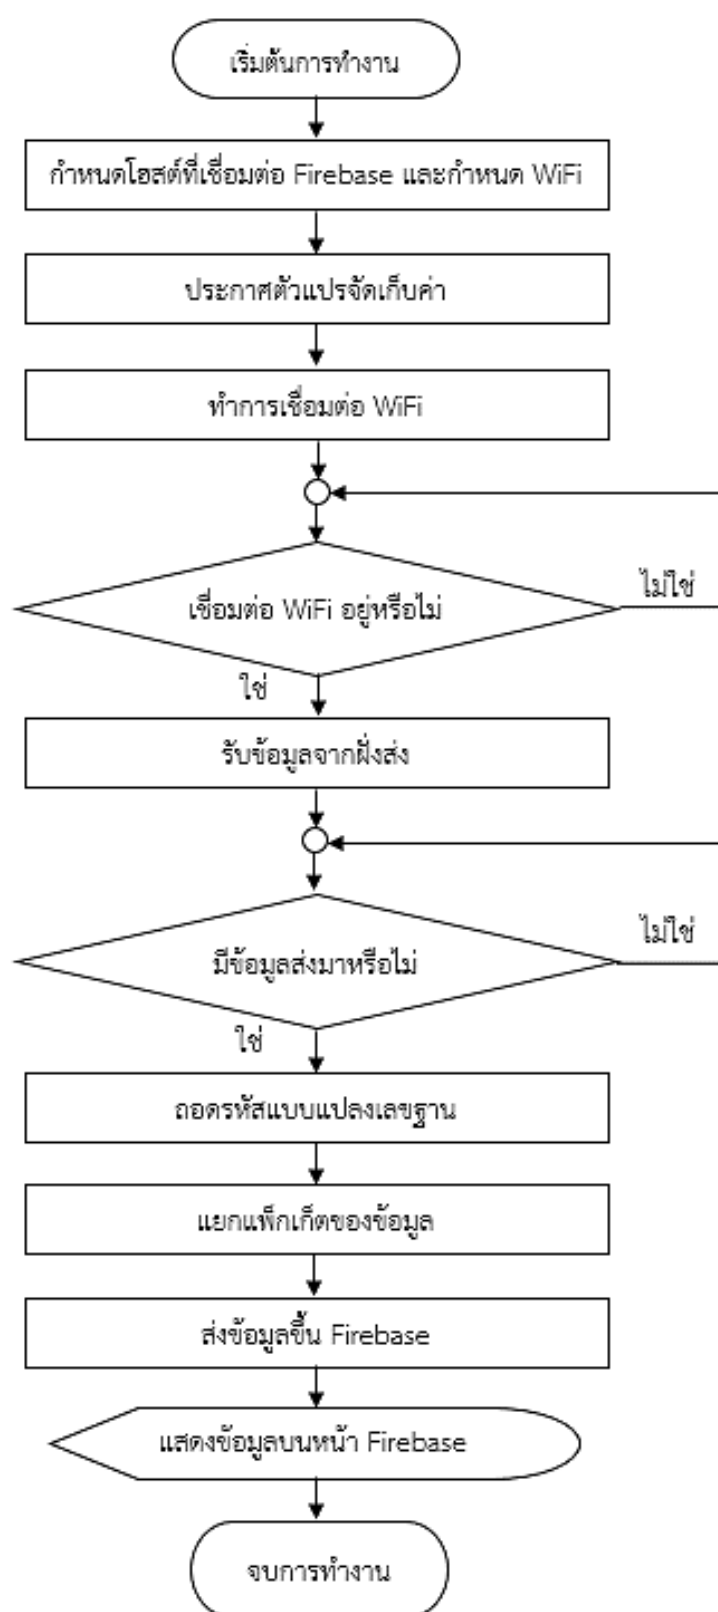 เริ่มต้นการทำงาน
กำหนดโฮสต์ที่เชื่อมต่อ Firebase และกำหนด WiFi
ประกาศตัวแปรจัดเก็บค่า
ทำการเชื่อมต่อ WiFi
เชื่อมต่อ WiFi อยู่หรือไม่
ไม่ใช่
ใช่
รับข้อมูลจากฝั่งส่ง
มีข้อมูลส่งมาหรือไม่
ไม่ใช่
ใช่
ถอดรหัสแบบแปลงเลขฐาน
แยกแพ็กเก็ตของข้อมูล
ส่งข้อมูลขึ้น Firebase
แสดงข้อมูลบนหน้า Firebase
จบการทำงาน